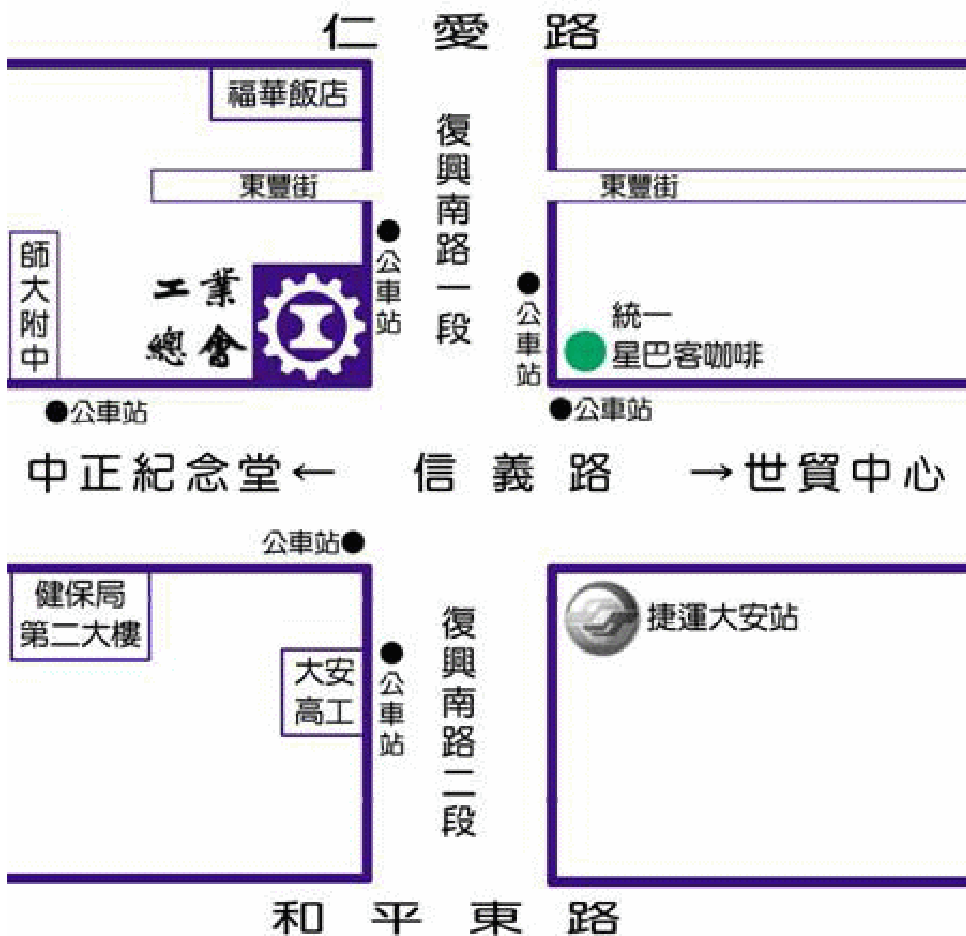 仁愛路
福華飯店
復興南路一段
東豐街
東豐街
師大附中
工業
總會
公車站
公車站
統一
星巴客咖啡
公車站
公車站
中正紀念堂← 信義路 →世貿中心
公車站
健保局
第二大樓
復興南路二段
捷運大安站
大安
高工
公車站
和平東路